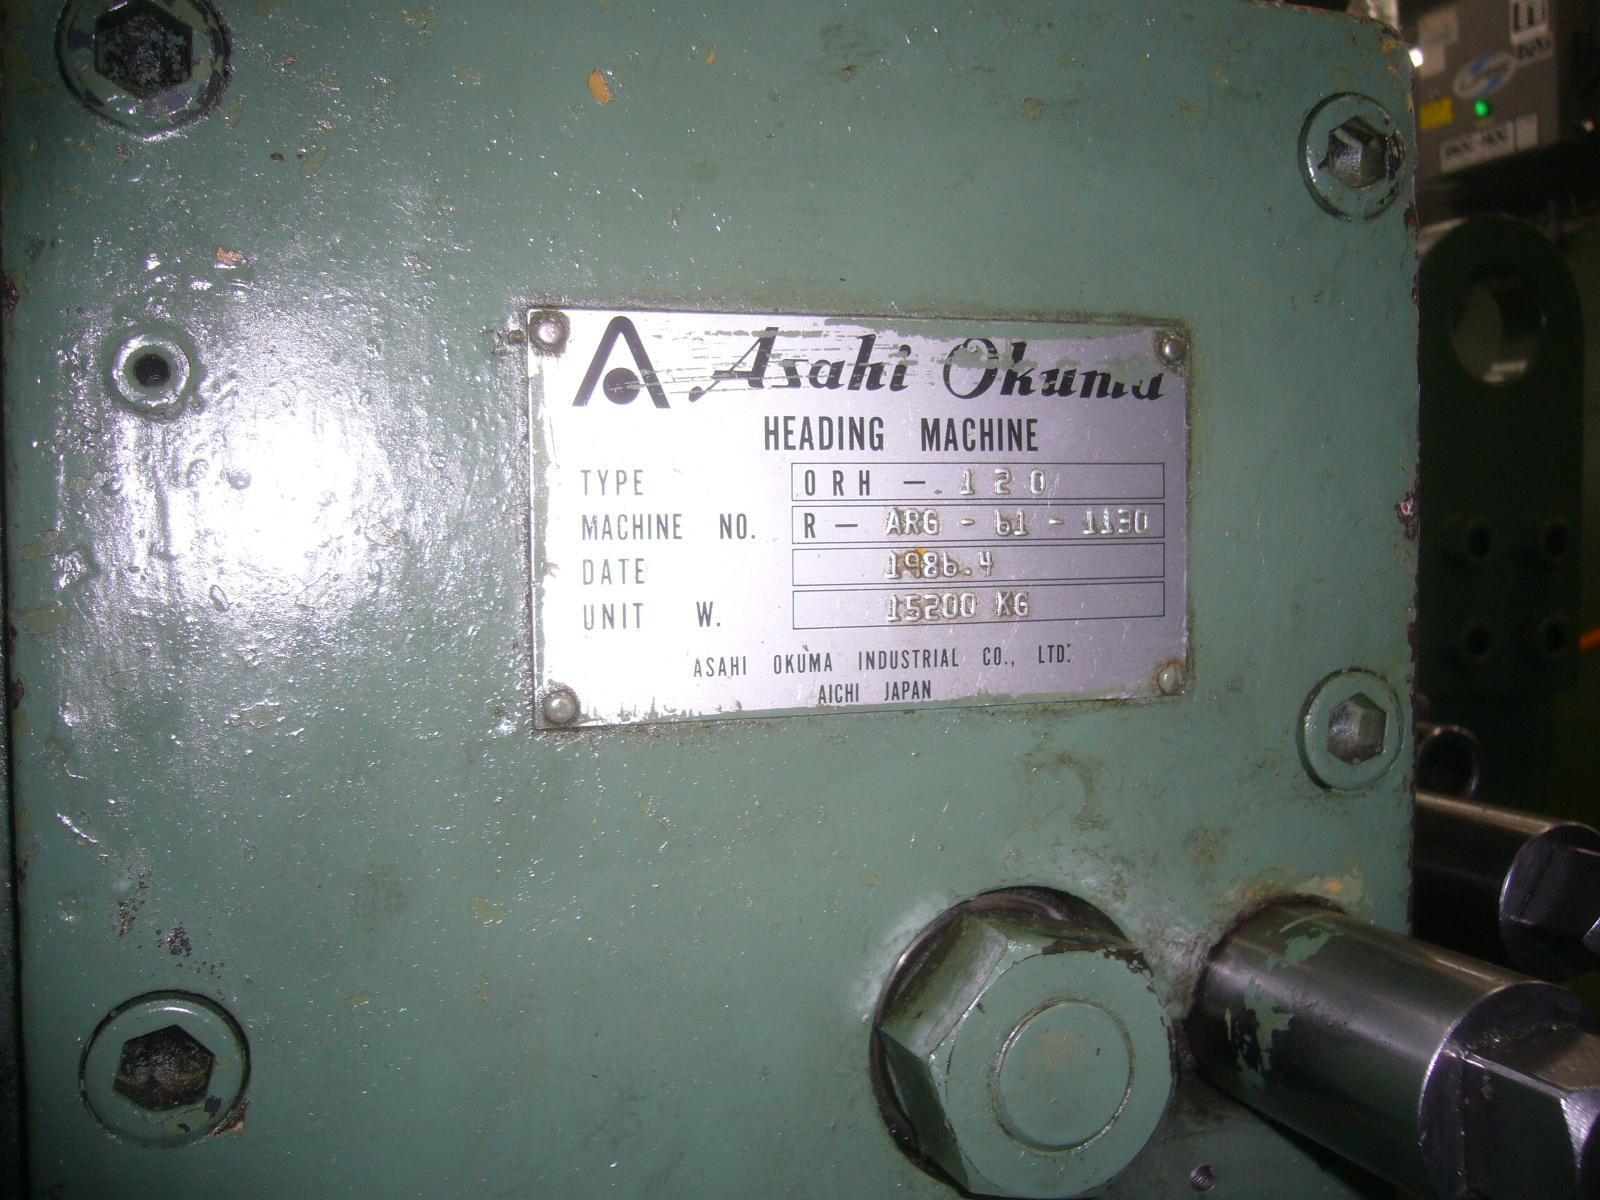 Asahi Okuma
HEADING MACHINE
TYPE ORH - 120
MACHINE NO. R - ARG - 61 - 1130
DATE 1986.4
UNIT W. 15200 KG
ASAHI OKUMA INDUSTRIAL CO., LTD.
AICHI JAPAN